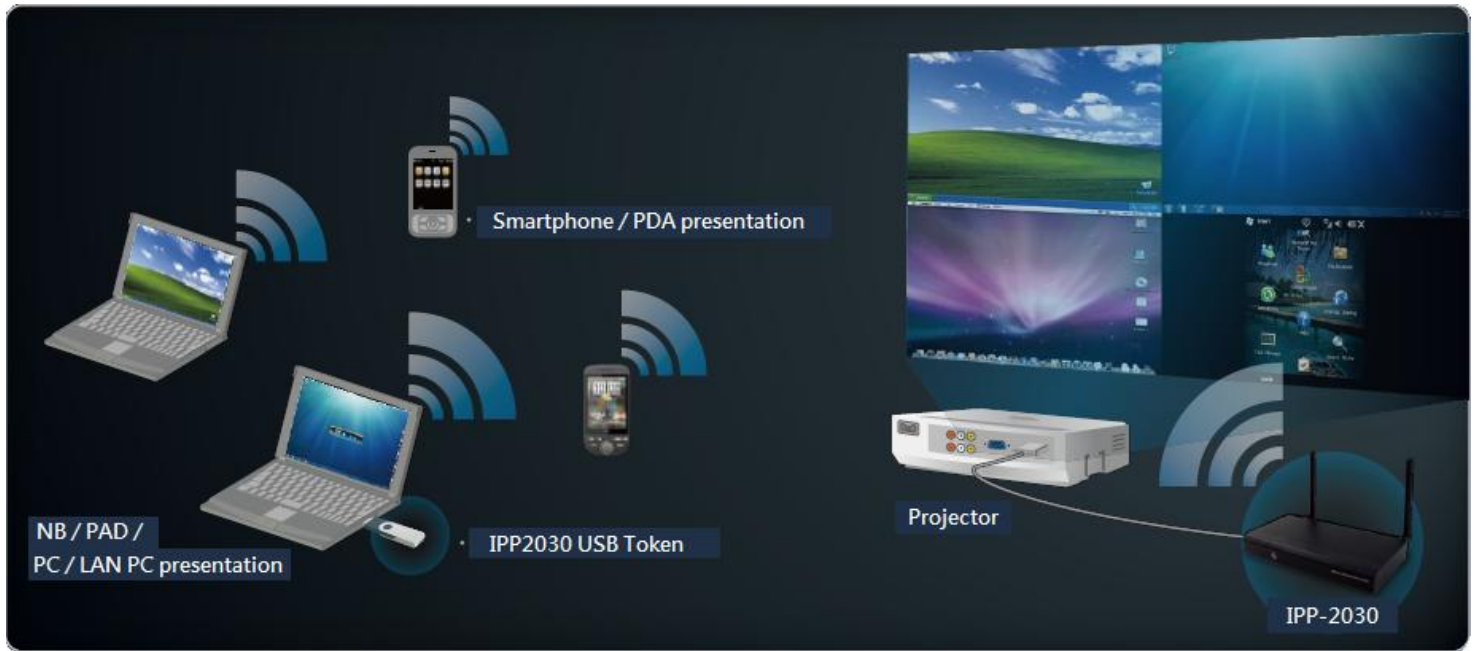 Smartphone / PDA presentation
NB / PAD /
PC / LAN PC presentation
IPP2030 USB Token
Projector
IPP-2030